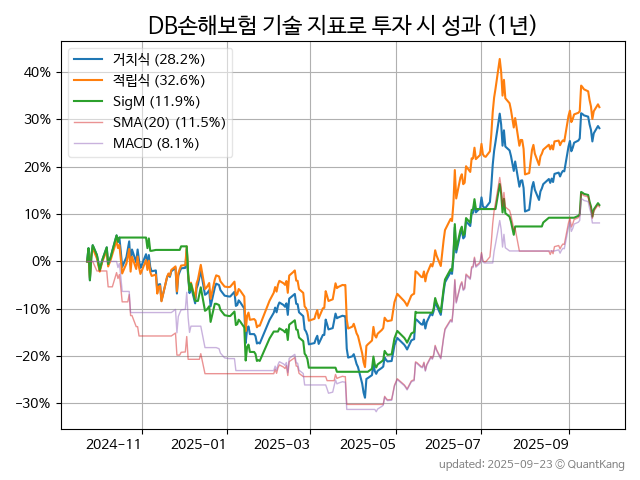 DB손해보험 기술 지표로 투자 시 성과 (1년)
거치식 (28.2%)
적립식 (32.6%)
SigM (11.9%)
SMA(20) (11.5%)
MACD (8.1%)
40%
30%
20%
10%
0%
−10%
−20%
−30%
2024-11 2025-01 2025-03 2025-05 2025-07 2025-09
updated: 2025-09-23 ⓒ QuantKang